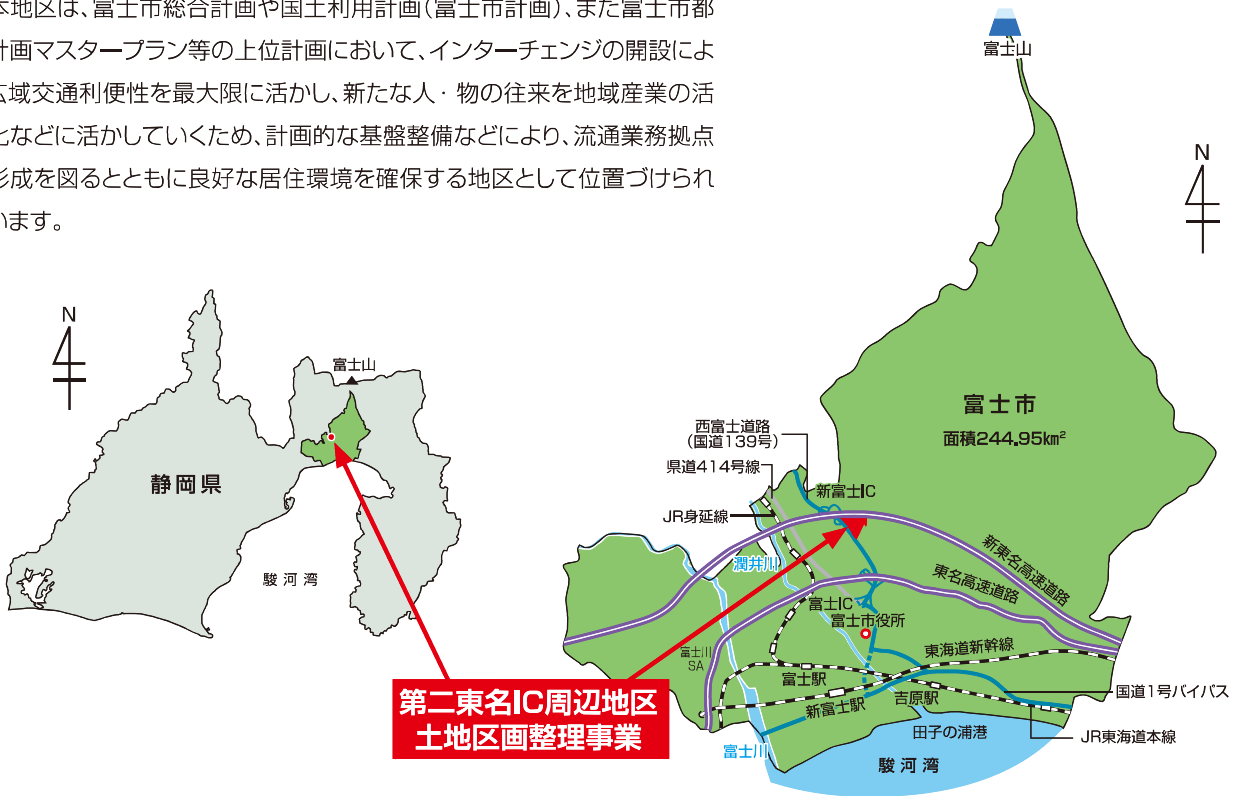 本地区は、富士市総合計画や国土利用計画(富士市計画)、また富士市都
計画マスタープラン等の上位計画において、インターチェンジの開設によ
広域交通利便性を最大限に活かし、新たな人・物の往来を地域産業の活
化などに活かしていくため、計画的な基盤整備などにより、流通業務拠点
形成を図るとともに良好な居住環境を確保する地区として位置づけられ
います。
N
富士山
静岡県
駿河湾
富士山
N
富士市
面積244.95km²
西富士道路
(国道139号)
県道414号線
新富士IC
JR身延線
潤井川
新東名高速道路
東名高速道路
富士IC
富士市役所
富士川
SA
東海道新幹線
富士駅
新富士駅
吉原駅
国道1号バイパス
田子の浦港
JR東海道本線
富士川
駿河湾
第二東名IC周辺地区
土地区画整理事業